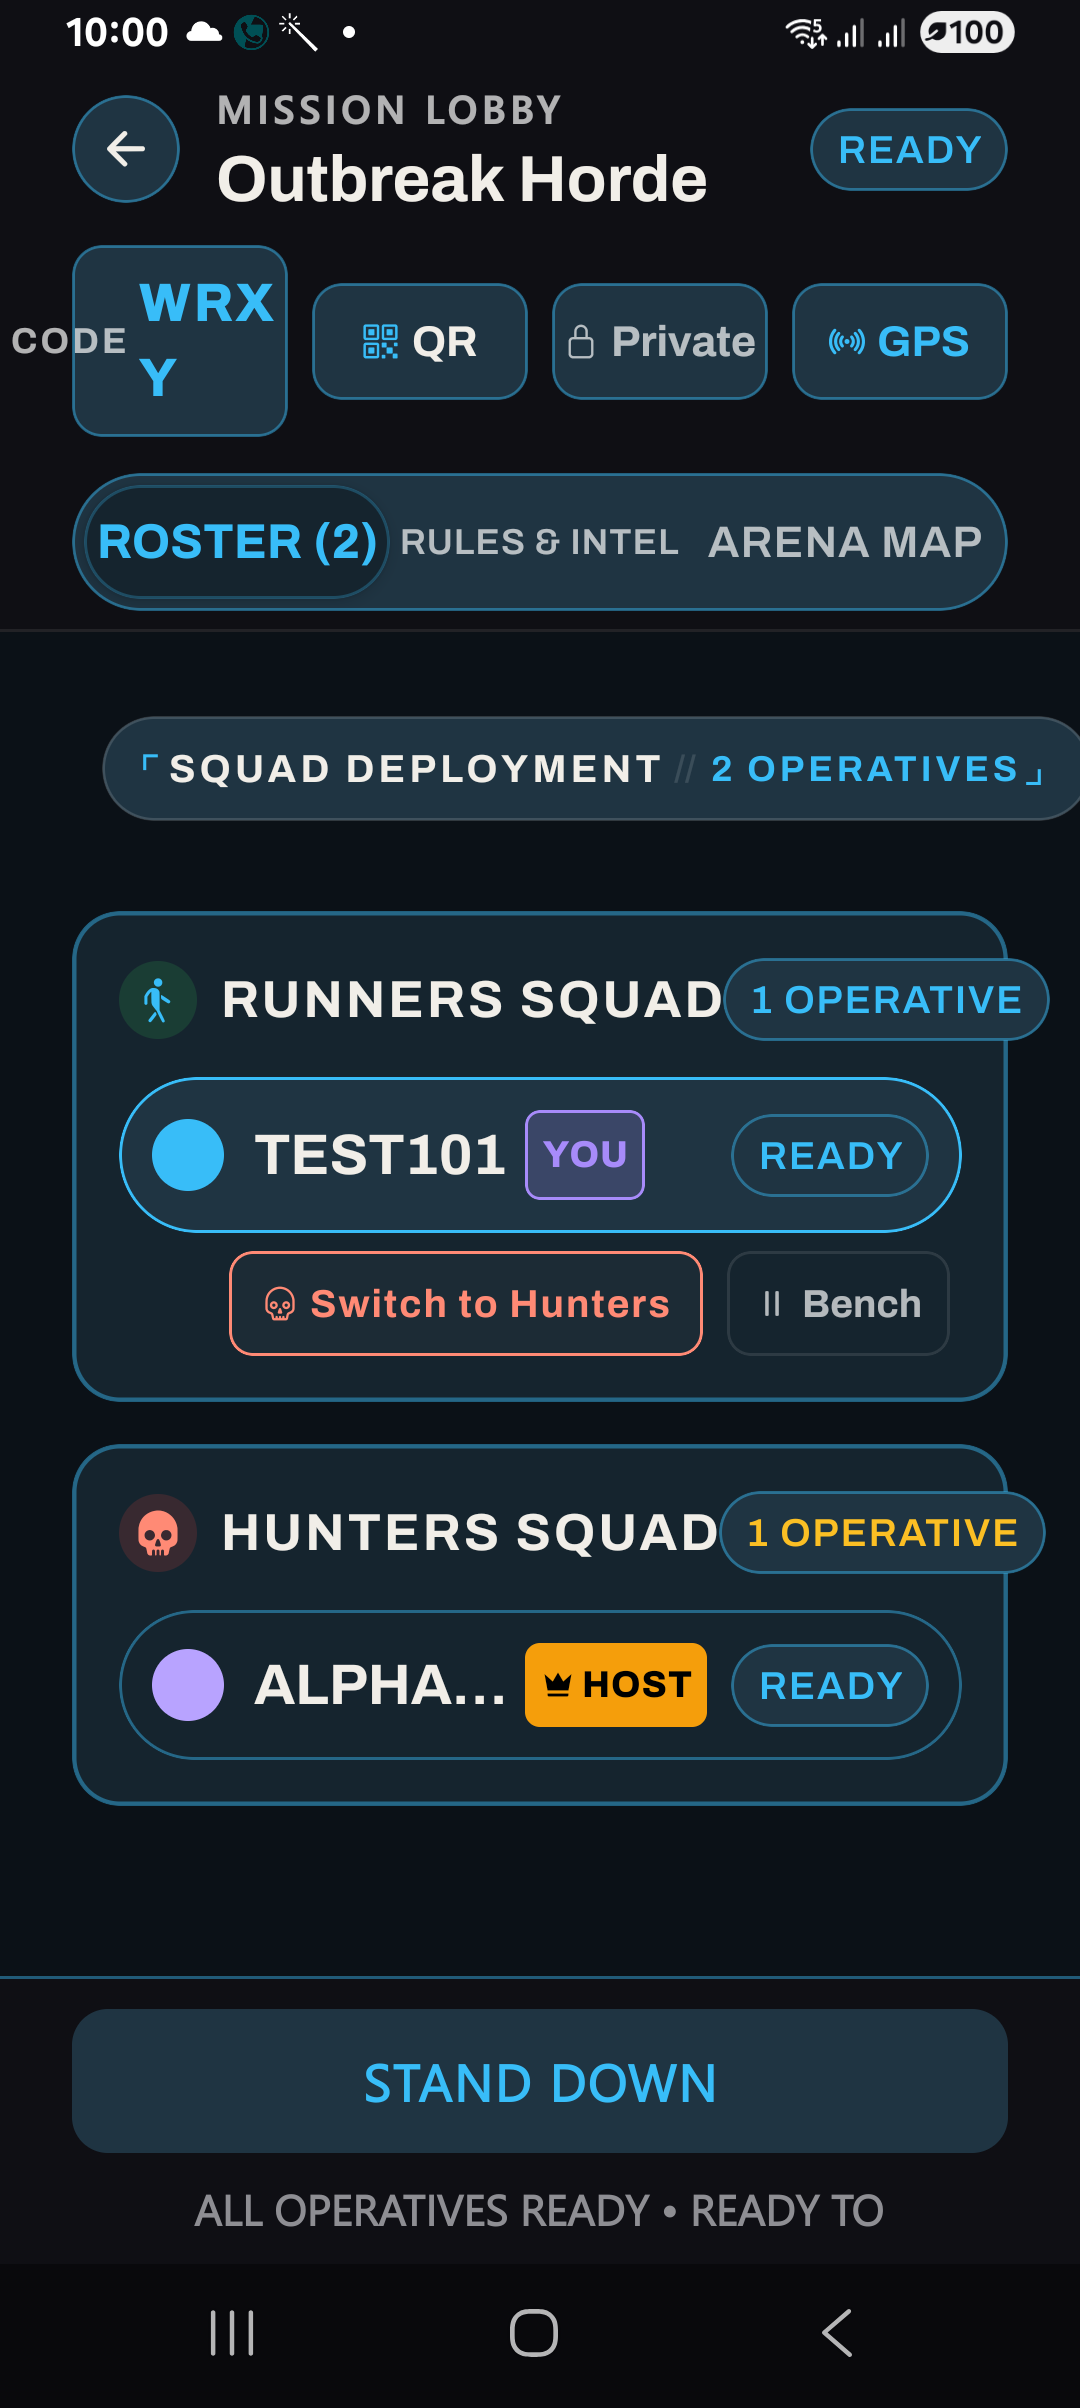 10:00
5
100
MISSION LOBBY
Outbreak Horde
READY
CODE
WRX
Y
QR
Private
GPS
ROSTER (2)
RULES & INTEL
ARENA MAP
SQUAD DEPLOYMENT // 2 OPERATIVES
RUNNERS SQUAD
1 OPERATIVE
TEST101
YOU
READY
Switch to Hunters
Bench
HUNTERS SQUAD
1 OPERATIVE
ALPHA...
HOST
READY
STAND DOWN
ALL OPERATIVES READY • READY TO